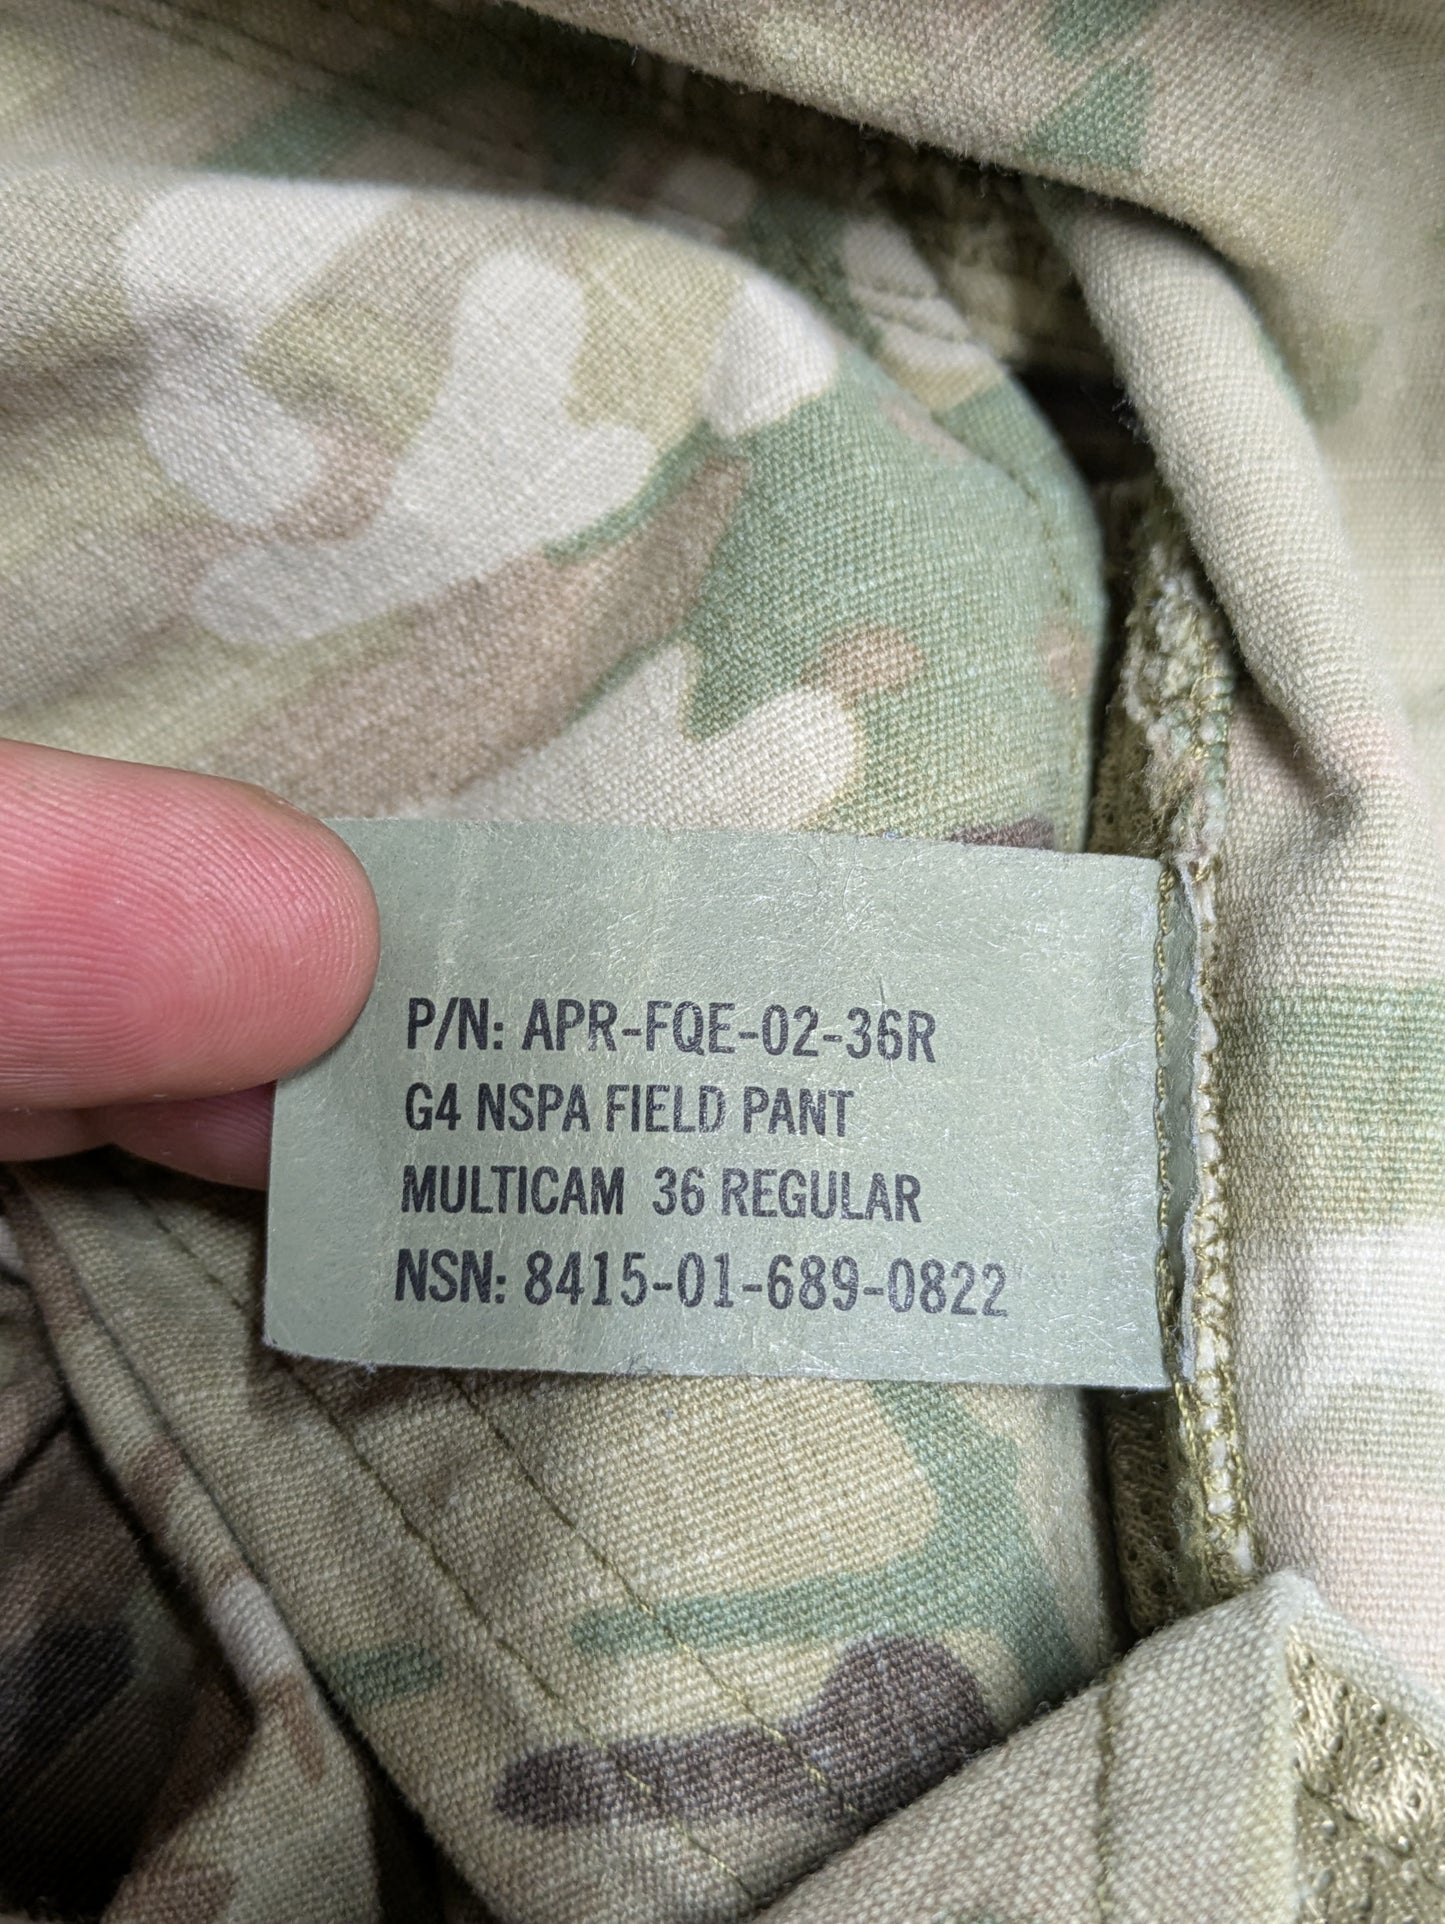 P/N: APR-FQE-02-36R
G4 NSPA FIELD PANT
MULTICAM 36 REGULAR
NSN: 8415-01-689-0822